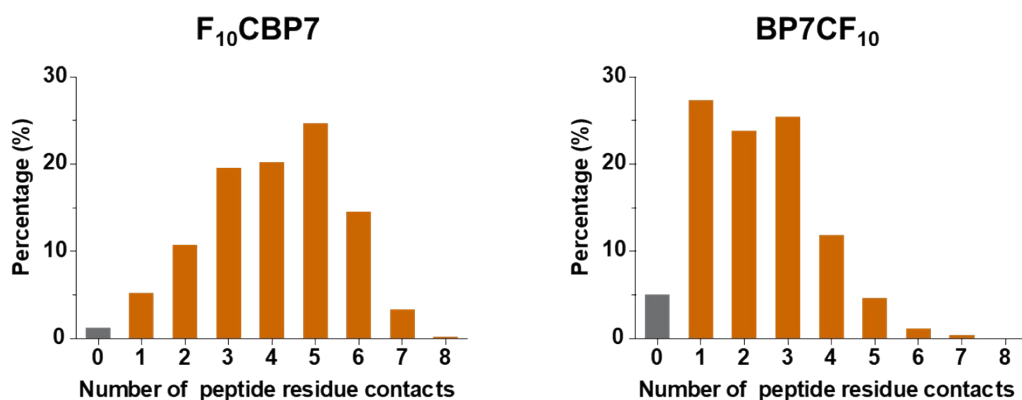 F₁₀CBP7
Percentage (%)
30
20
10
0
0 1 2 3 4 5 6 7 8
Number of peptide residue contacts
BP7CF₁₀
Percentage (%)
30
20
10
0
0 1 2 3 4 5 6 7 8
Number of peptide residue contacts